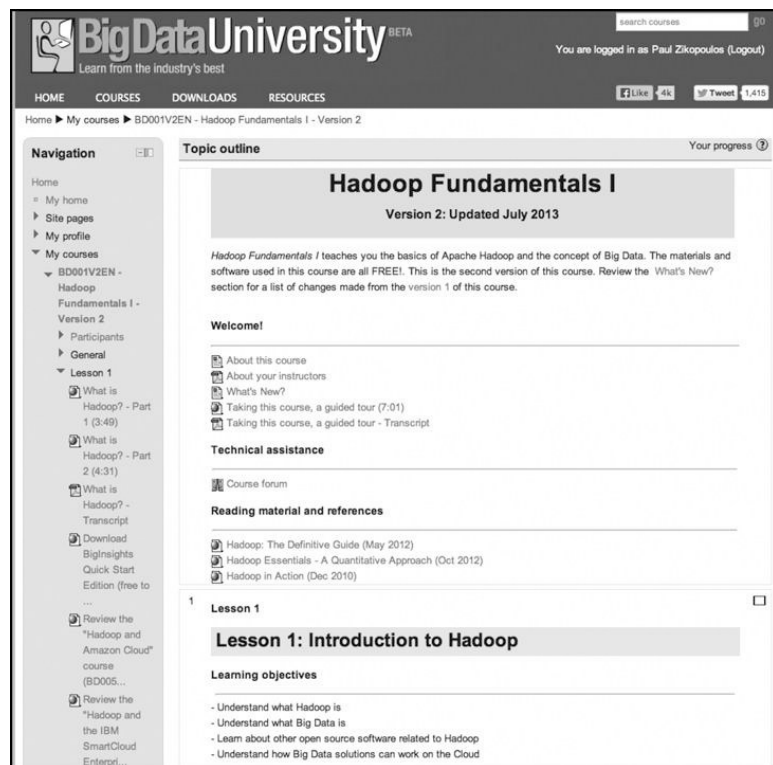 BigDataUniversity BETA
Learn from the industry's best
search courses go
You are logged in as Paul Zikopoulos (Logout)
HOME COURSES DOWNLOADS RESOURCES
Like 4k Tweet 1,415
Home ▶ My courses ▶ BD001V2EN - Hadoop Fundamentals I - Version 2
Navigation
Home
My home
Site pages
My profile
My courses
BD001V2EN -
Hadoop
Fundamentals I -
Version 2
Participants
General
Lesson 1
What is
Hadoop? - Part
1 (3:49)
What is
Hadoop? - Part
2 (4:31)
What is
Hadoop? -
Transcript
Download
BigInsights
Quick Start
Edition (free to
...
Review the
"Hadoop and
Amazon Cloud"
course
(BD005...
Review the
"Hadoop and
the IBM
SmartCloud
Enterpri...
Topic outline
Your progress
Hadoop Fundamentals I
Version 2: Updated July 2013
Hadoop Fundamentals I teaches you the basics of Apache Hadoop and the concept of Big Data. The materials and
software used in this course are all FREE!. This is the second version of this course. Review the What's New?
section for a list of changes made from the version 1 of this course.
Welcome!
About this course
About your instructors
What's New?
Taking this course, a guided tour (7:01)
Taking this course, a guided tour - Transcript
Technical assistance
Course forum
Reading material and references
Hadoop: The Definitive Guide (May 2012)
Hadoop Essentials - A Quantitative Approach (Oct 2012)
Hadoop in Action (Dec 2010)
1
Lesson 1
Lesson 1: Introduction to Hadoop
Learning objectives
- Understand what Hadoop is
- Understand what Big Data is
- Learn about other open source software related to Hadoop
- Understand how Big Data solutions can work on the Cloud